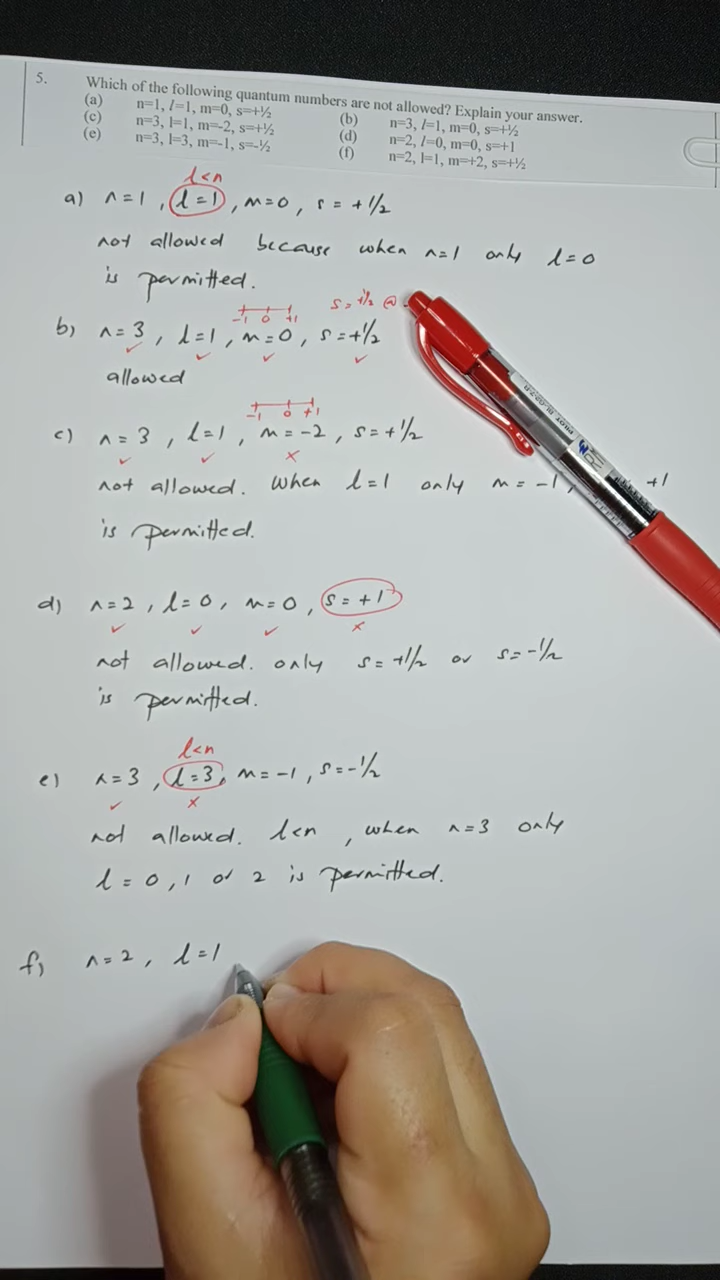 5. Which of the following quantum numbers are not allowed? Explain your answer.
(a) n=1, l=1, m=0, s=+½ (b) n=3, l=1, m=0, s=+½
(c) n=3, l=1, m=-2, s=+½ (d) n=2, l=0, m=0, s=+1
(e) n=3, l=3, m=-1, s=-½ (f) n=2, l=1, m=+2, s=+½
l<n
a) n=1, l=1, m=0, s=+1/2
not allowed because when n=1 only l=0
is permitted.
-1 0 +1 s=+1/2 @
b) n=3, l=1, m=0, s=+1/2
allowed
-1 0 +1
c) n=3, l=1, m=-2, s=+1/2
not allowed. When l=1 only m=-1, +1
is permitted.
d) n=2, l=0, m=0, s=+1
not allowed. only s=+1/2 or s=-1/2
is permitted.
l<n
e) n=3, l=3, m=-1, s=-1/2
not allowed. l<n, when n=3 only
l=0,1 or 2 is permitted.
f) n=2, l=1